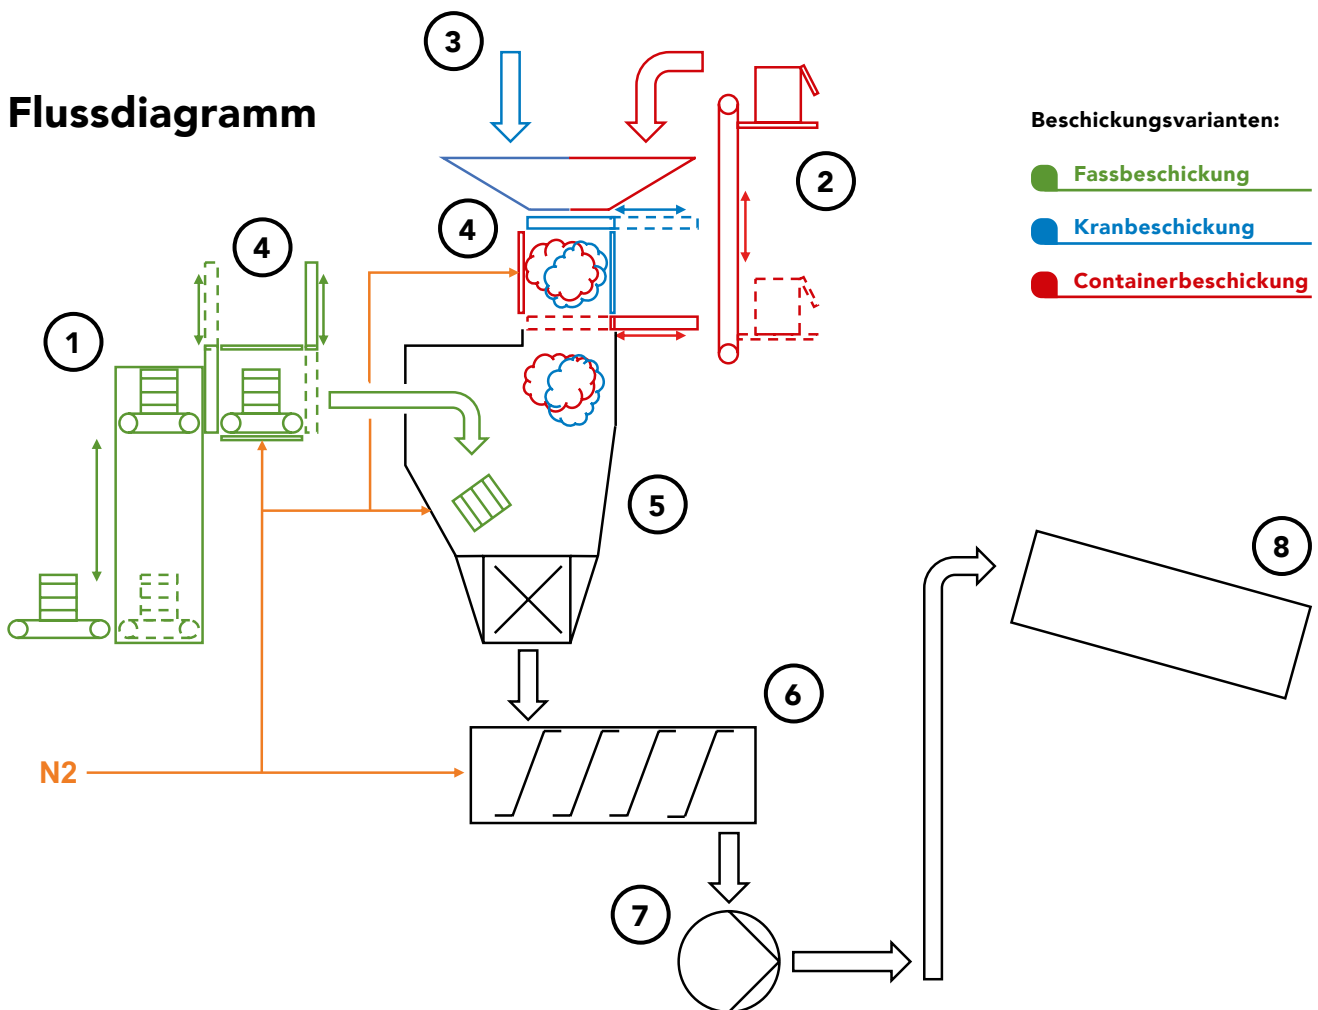 3
Flussdiagramm
Beschickungsvarianten:
2
Fassbeschickung
4
4
Kranbeschickung
Containerbeschickung
1
5
8
6
N2
7